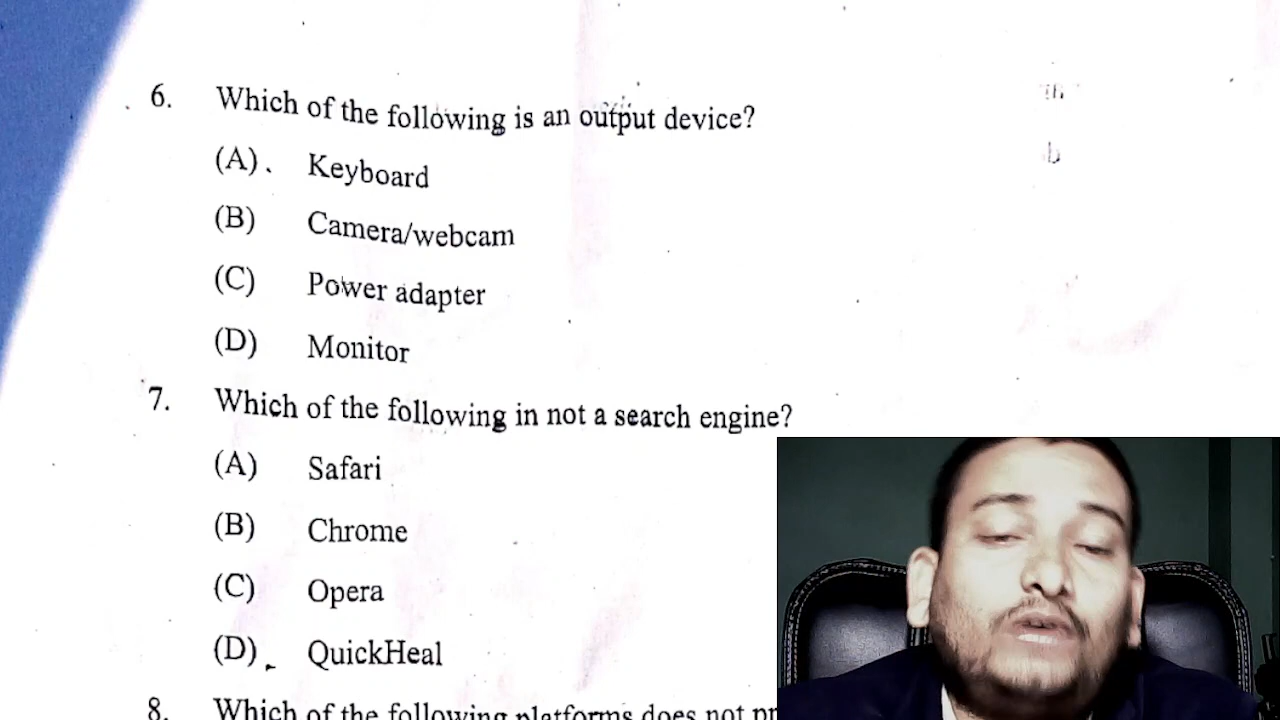 6. Which of the following is an output device?
(A). Keyboard
(B) Camera/webcam
(C) Power adapter
(D) Monitor
7. Which of the following in not a search engine?
(A) Safari
(B) Chrome
(C) Opera
(D) QuickHeal
8. Which of the following platforms does not